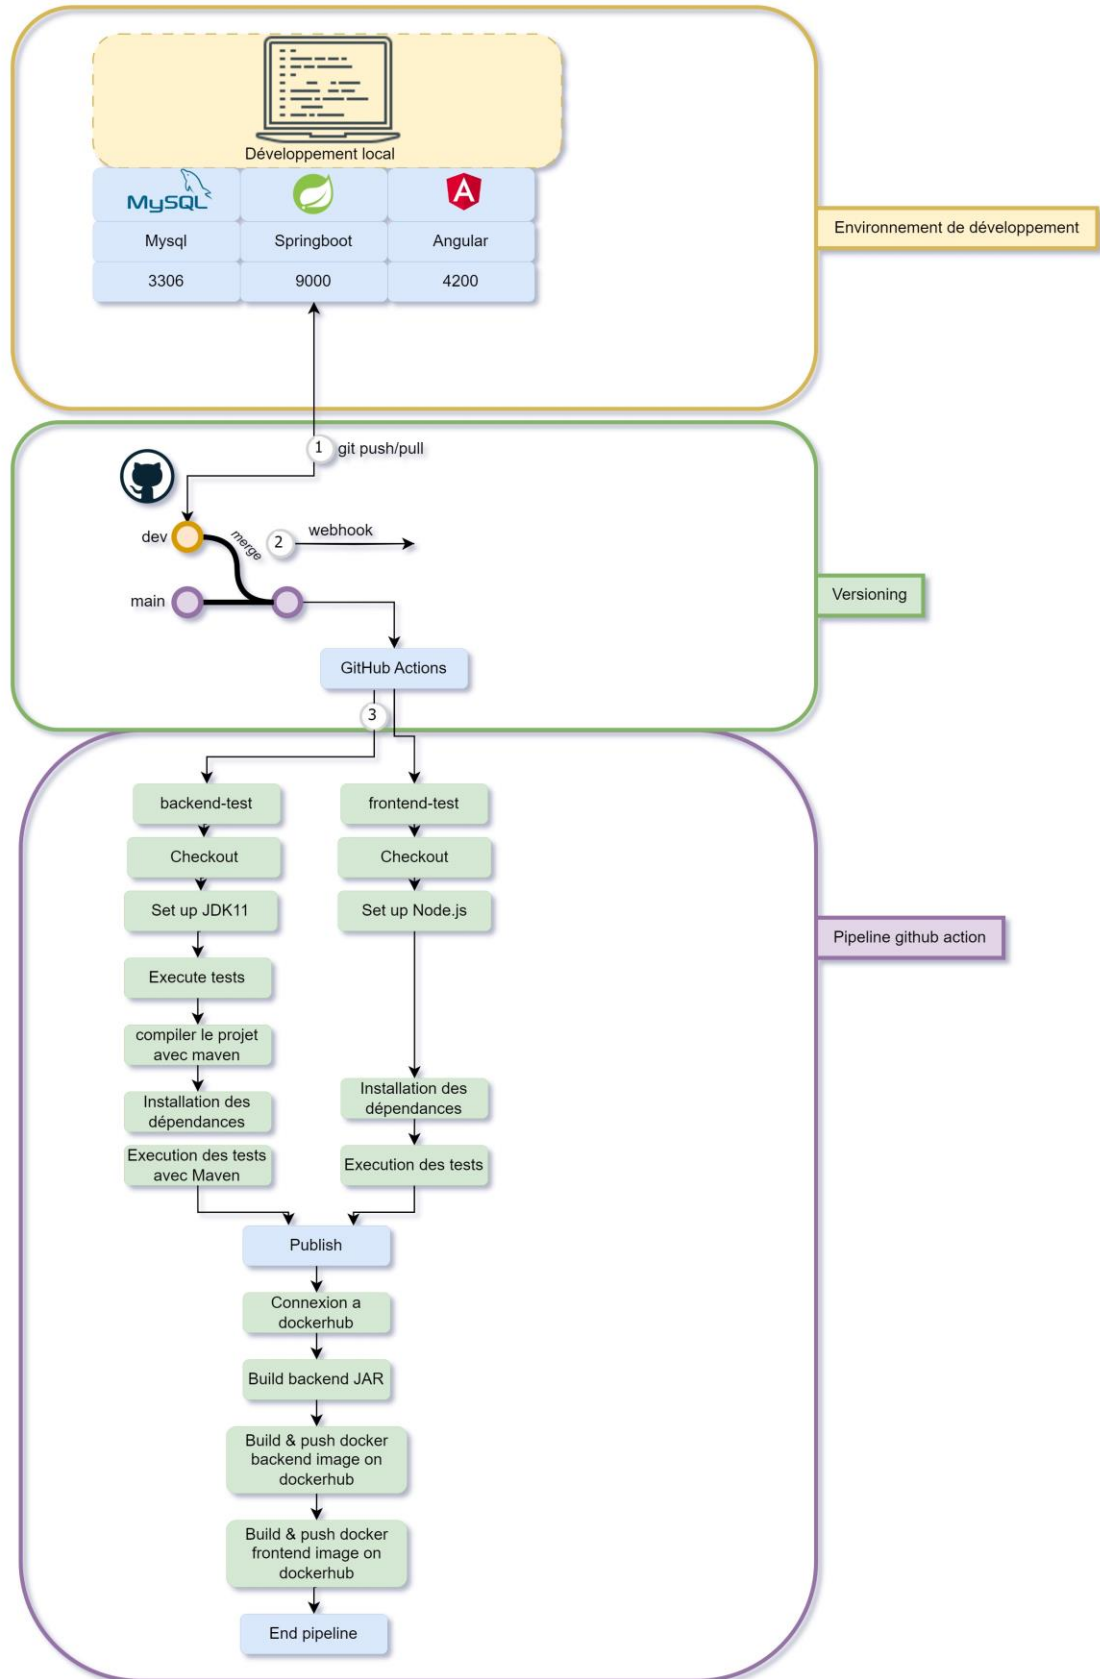 Développement local
MySQL
Mysql
Springboot
Angular
3306
9000
4200
Environnement de développement
1 git push/pull
dev
merge
2
webhook
main
Versioning
GitHub Actions
3
backend-test
frontend-test
Checkout
Checkout
Set up JDK11
Set up Node.js
Pipeline github action
Execute tests
compiler le projet
avec maven
Installation des
dépendances
Installation des
dépendances
Execution des tests
avec Maven
Execution des tests
Publish
Connexion a
dockerhub
Build backend JAR
Build & push docker
backend image on
dockerhub
Build & push docker
frontend image on
dockerhub
End pipeline